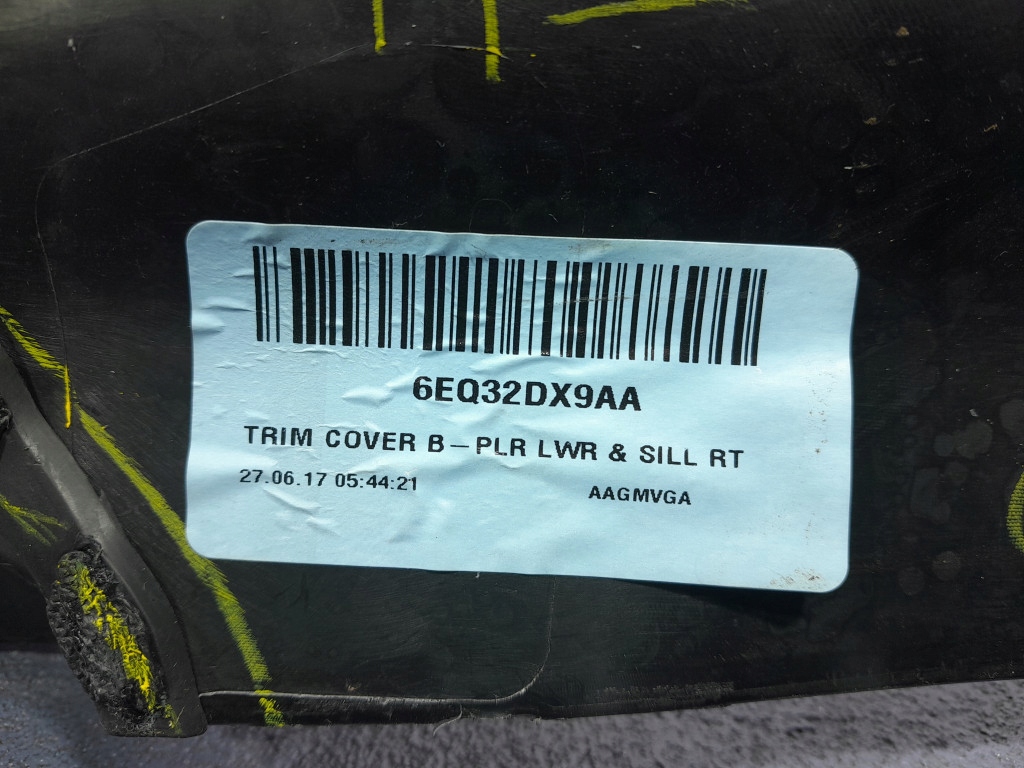 6EQ32DX9AA
TRIM COVER B-PLR LWR & SILL RT
27.06.17 05:44:21 AAGMVGA